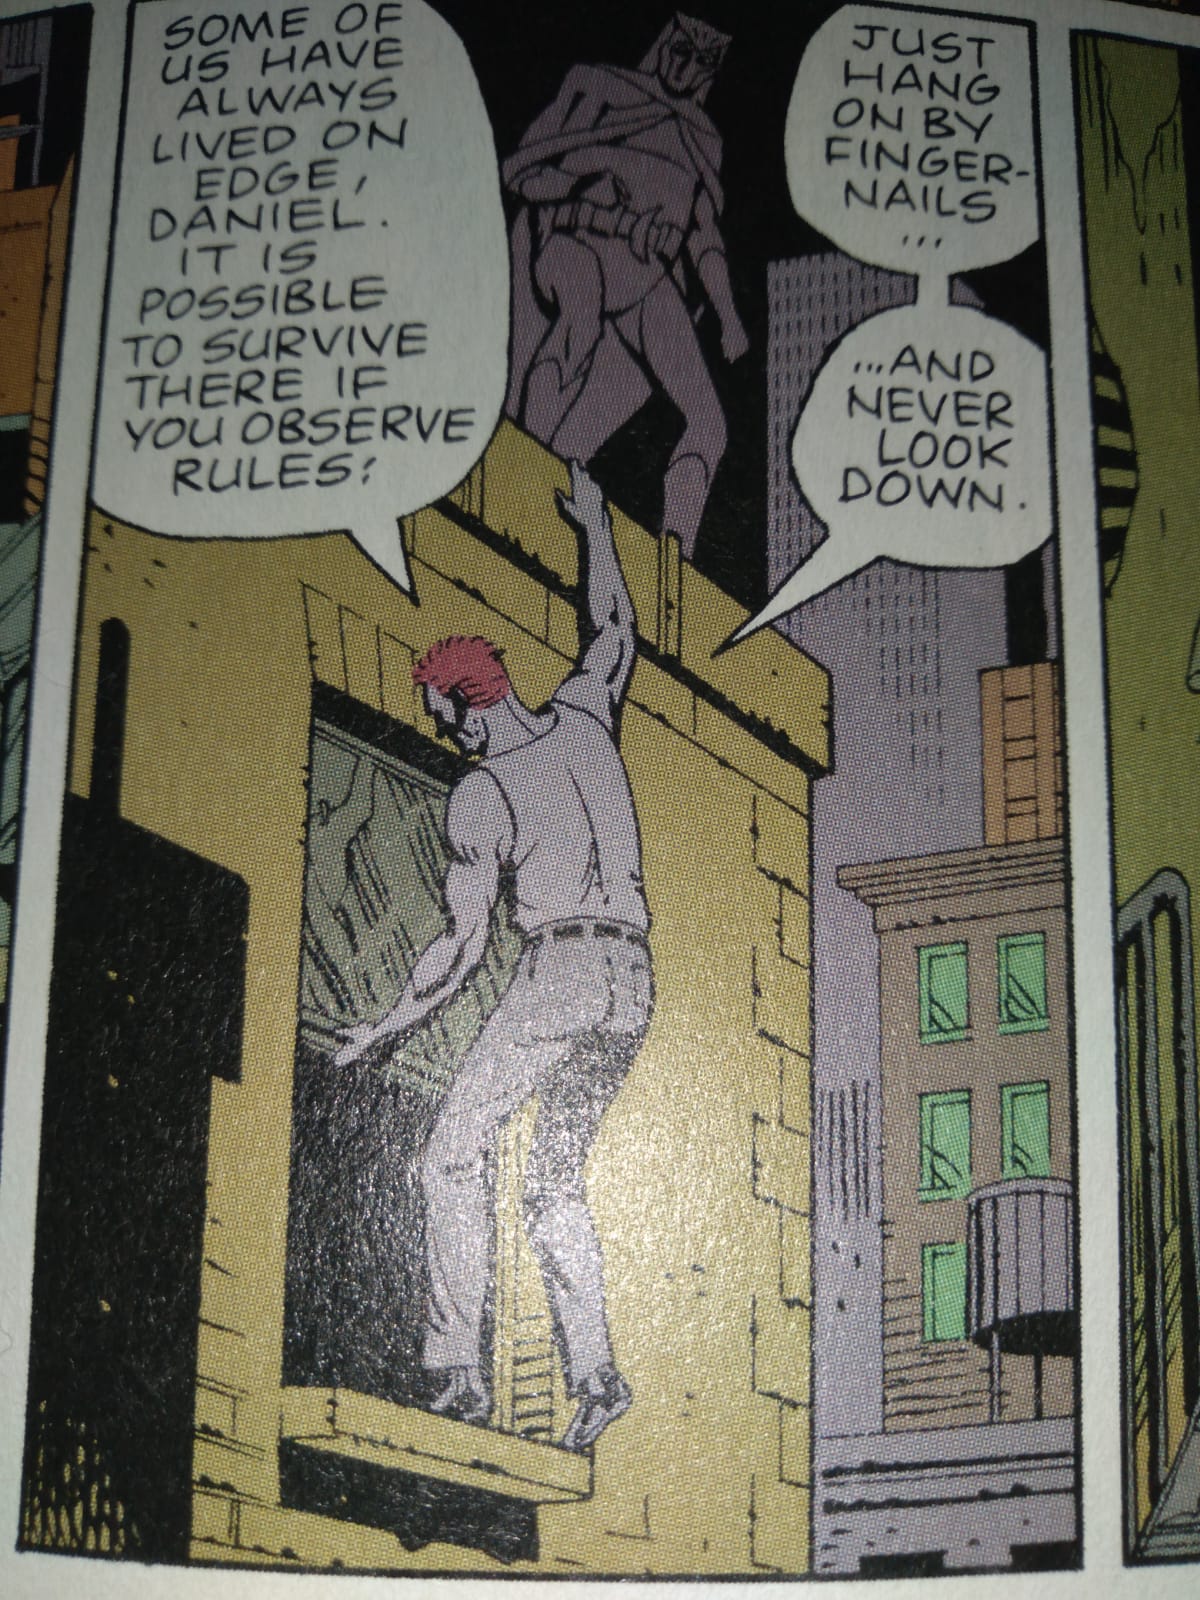 SOME OF
US HAVE
ALWAYS
LIVED ON
EDGE,
DANIEL.
IT IS
POSSIBLE
TO SURVIVE
THERE IF
YOU OBSERVE
RULES:
JUST
HANG
ON BY
FINGER-
NAILS
...
...AND
NEVER
LOOK
DOWN.